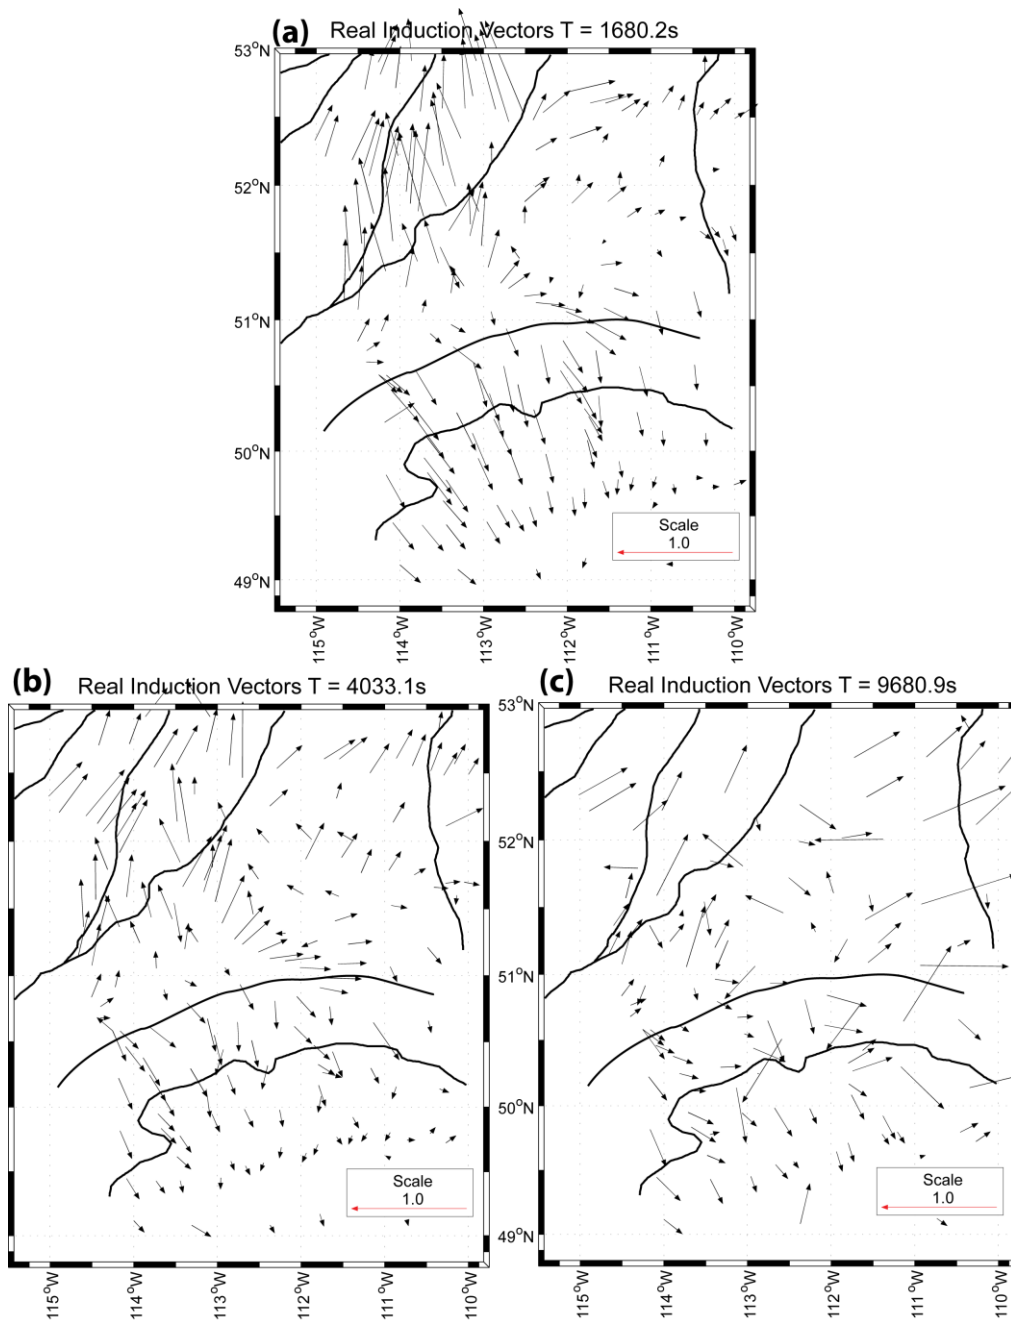 (a) Real Induction Vectors T = 1680.2s
53°N
52°N
51°N
50°N
49°N
Scale
1.0
115°W
114°W
113°W
112°W
111°W
110°W
(b) Real Induction Vectors T = 4033.1s
Scale
1.0
115°W
114°W
113°W
112°W
111°W
110°W
(c) Real Induction Vectors T = 9680.9s
53°N
52°N
51°N
50°N
49°N
Scale
1.0
115°W
114°W
113°W
112°W
111°W
110°W